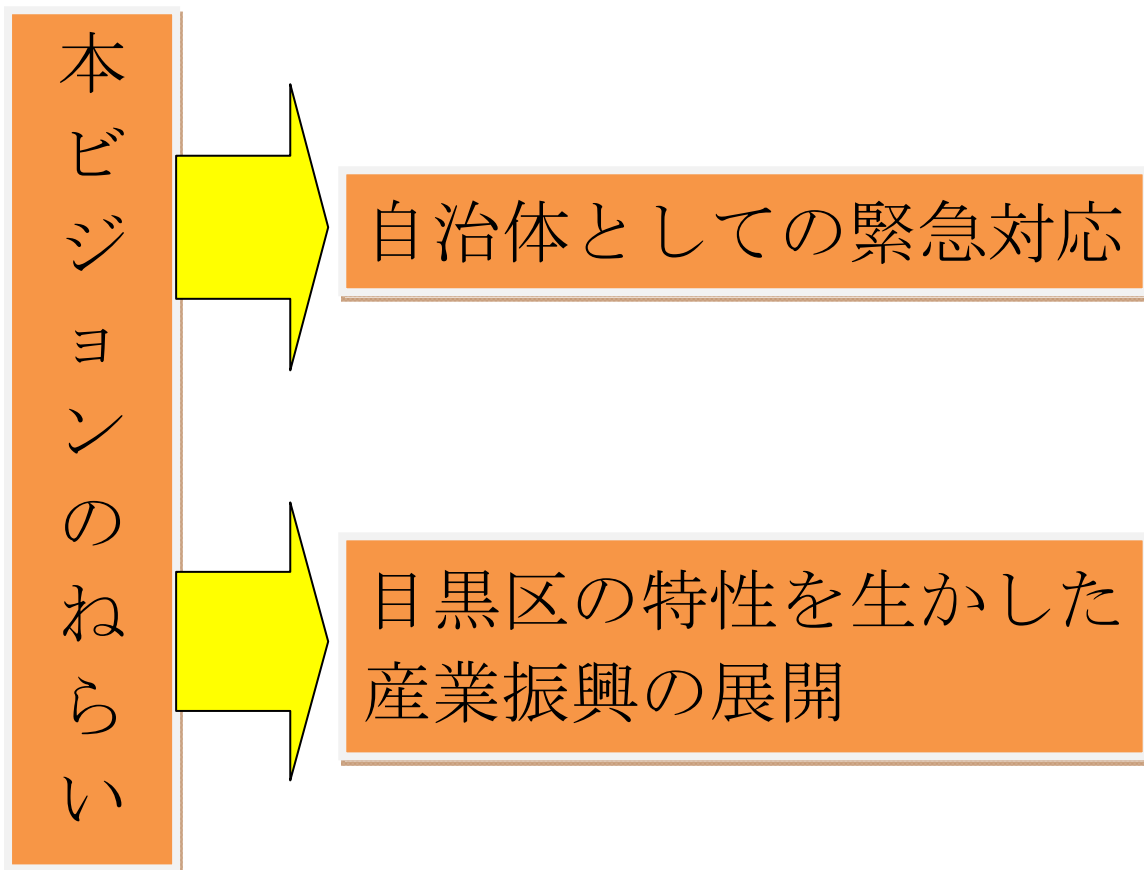 本ビジョンのねらい
自治体としての緊急対応
目黒区の特性を生かした
産業振興の展開